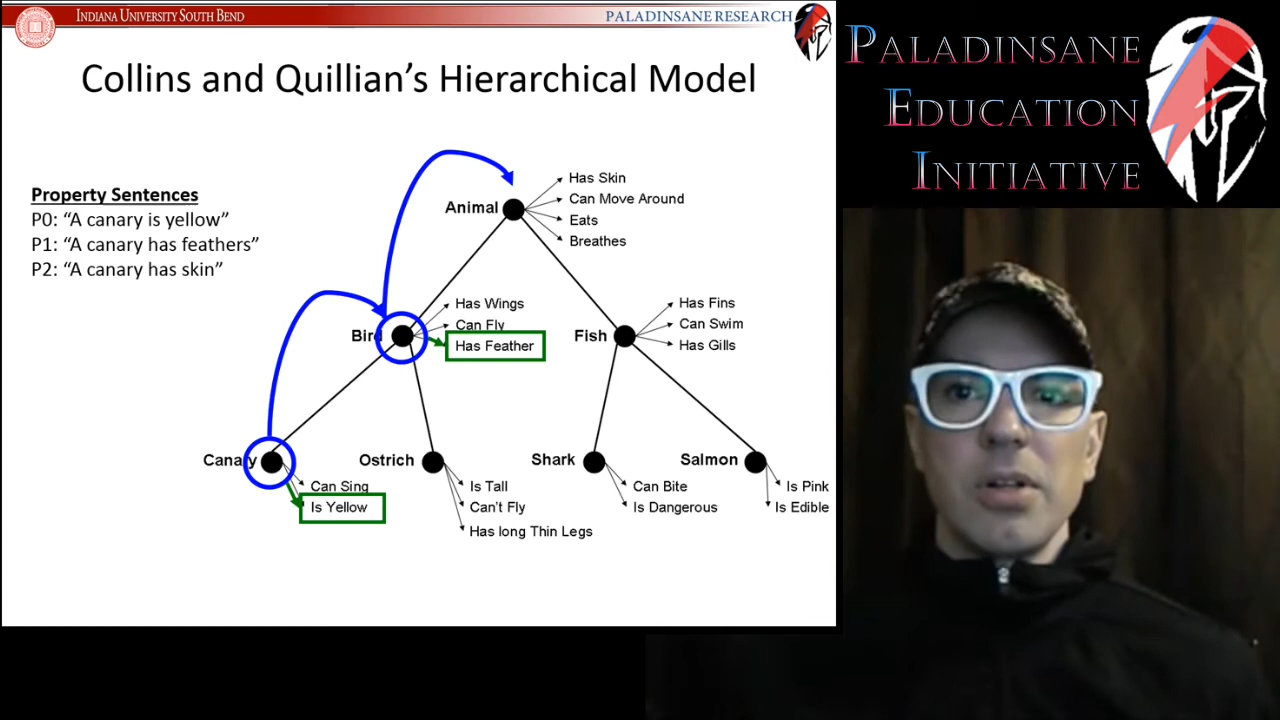 INDIANA UNIVERSITY SOUTH BEND
PALADINSANE RESEARCH
Collins and Quillian's Hierarchical Model
Property Sentences
P0: “A canary is yellow”
P1: “A canary has feathers”
P2: “A canary has skin”
Animal
Has Skin
Can Move Around
Eats
Breathes
Bird
Has Wings
Can Fly
Has Feather
Fish
Has Fins
Can Swim
Has Gills
Canary
Can Sing
Is Yellow
Ostrich
Is Tall
Can't Fly
Has long Thin Legs
Shark
Can Bite
Is Dangerous
Salmon
Is Pink
Is Edible
PALADINSANE
EDUCATION
INITIATIVE